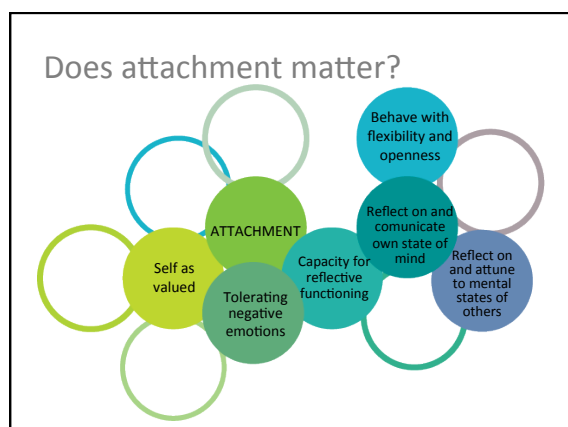 Does attachment matter?
Behave with
flexibility and
openness
ATTACHMENT
Reflect on and
comunicate
own state of
mind
Self as
valued
Capacity for
reflective
functioning
Reflect on
and attune
to mental
states of
others
Tolerating
negative
emotions